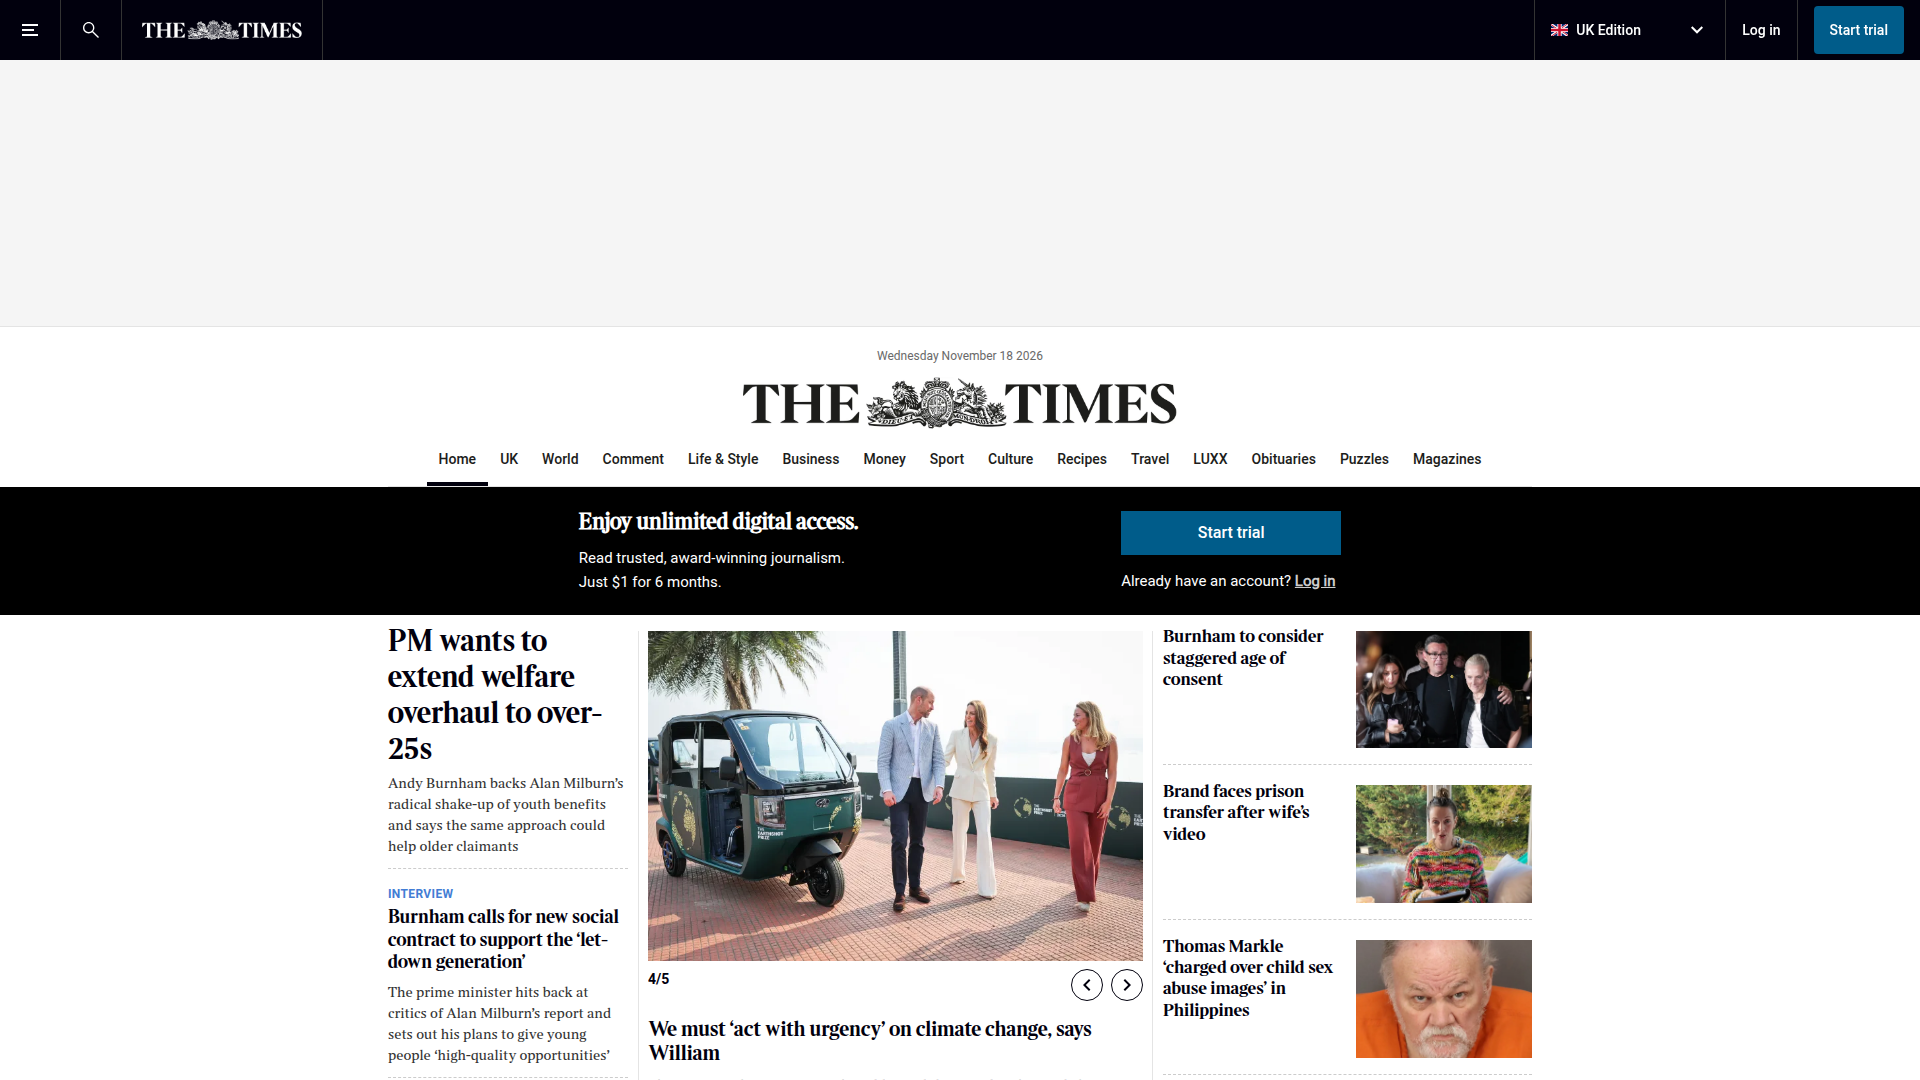 THE TIMES
UK Edition
Log in
Start trial
Wednesday November 18 2026
THE TIMES
Home UK World Comment Life & Style Business Money Sport Culture Recipes Travel LUXX Obituaries Puzzles Magazines
Enjoy unlimited digital access.
Read trusted, award-winning journalism.
Just $1 for 6 months.
Start trial
Already have an account? Log in
PM wants to
extend welfare
overhaul to over-
25s
Andy Burnham backs Alan Milburn’s
radical shake-up of youth benefits
and says the same approach could
help older claimants
INTERVIEW
Burnham calls for new social
contract to support the ‘let-
down generation’
The prime minister hits back at
critics of Alan Milburn’s report and
sets out his plans to give young
people ‘high-quality opportunities’
4/5
We must ‘act with urgency’ on climate change, says
William
Burnham to consider
staggered age of
consent
Brand faces prison
transfer after wife’s
video
Thomas Markle
‘charged over child sex
abuse images’ in
Philippines